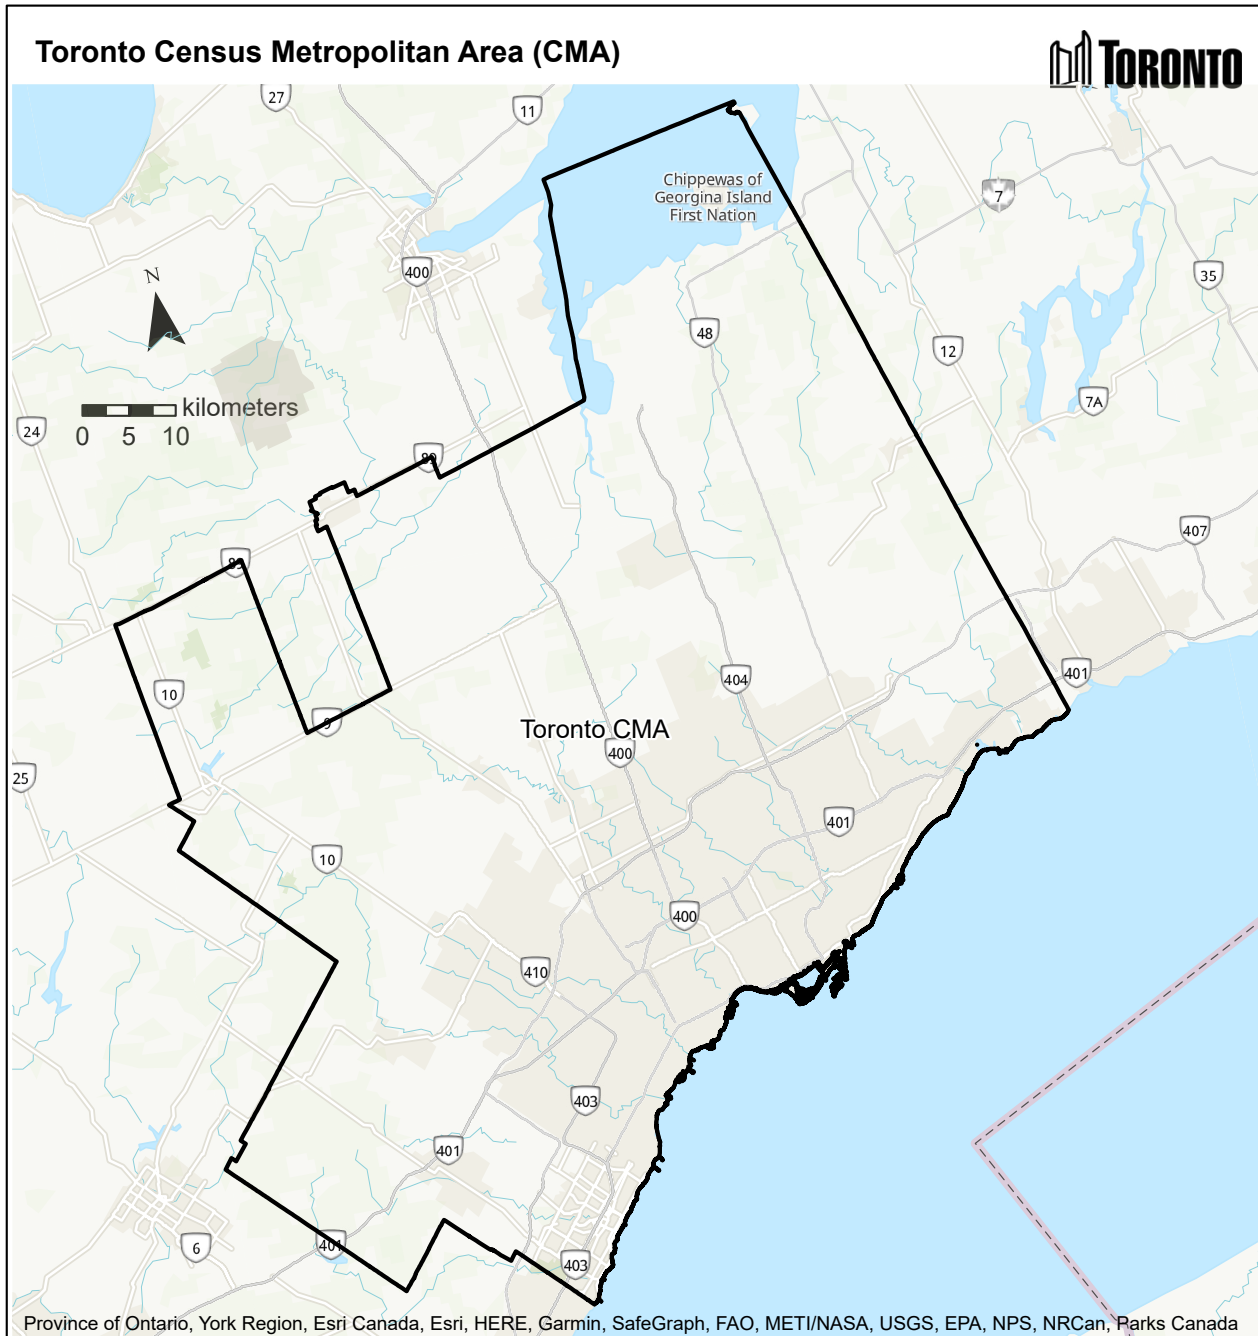 Toronto Census Metropolitan Area (CMA)
TORONTO
27
11
Chippewas of
Georgina Island
First Nation
7
N
400
35
48
12
kilometers
7A
0 5 10
24
89
407
89
401
404
10
9
Toronto CMA
400
25
401
10
400
410
403
401
6
401
403
Province of Ontario, York Region, Esri Canada, Esri, HERE, Garmin, SafeGraph, FAO, METI/NASA, USGS, EPA, NPS, NRCan, Parks Canada